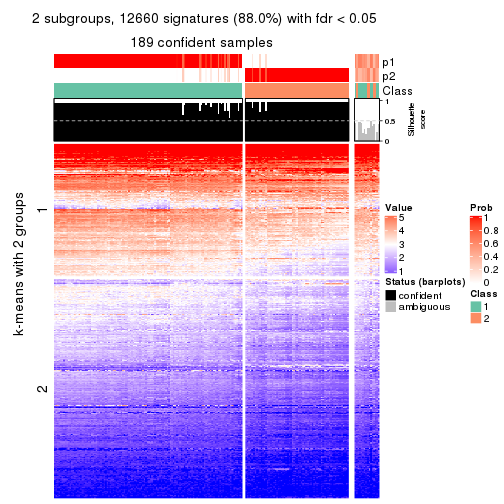 2 subgroups, 12660 signatures (88.0%) with fdr < 0.05
189 confident samples
p1
p2
Class
1
0.5
0
Silhouette
score
k-means with 2 groups
1
2
Value
5
4
3
2
1
Status (barplots)
confident
ambiguous
Prob
1
0.8
0.6
0.4
0.2
0
Class
1
2